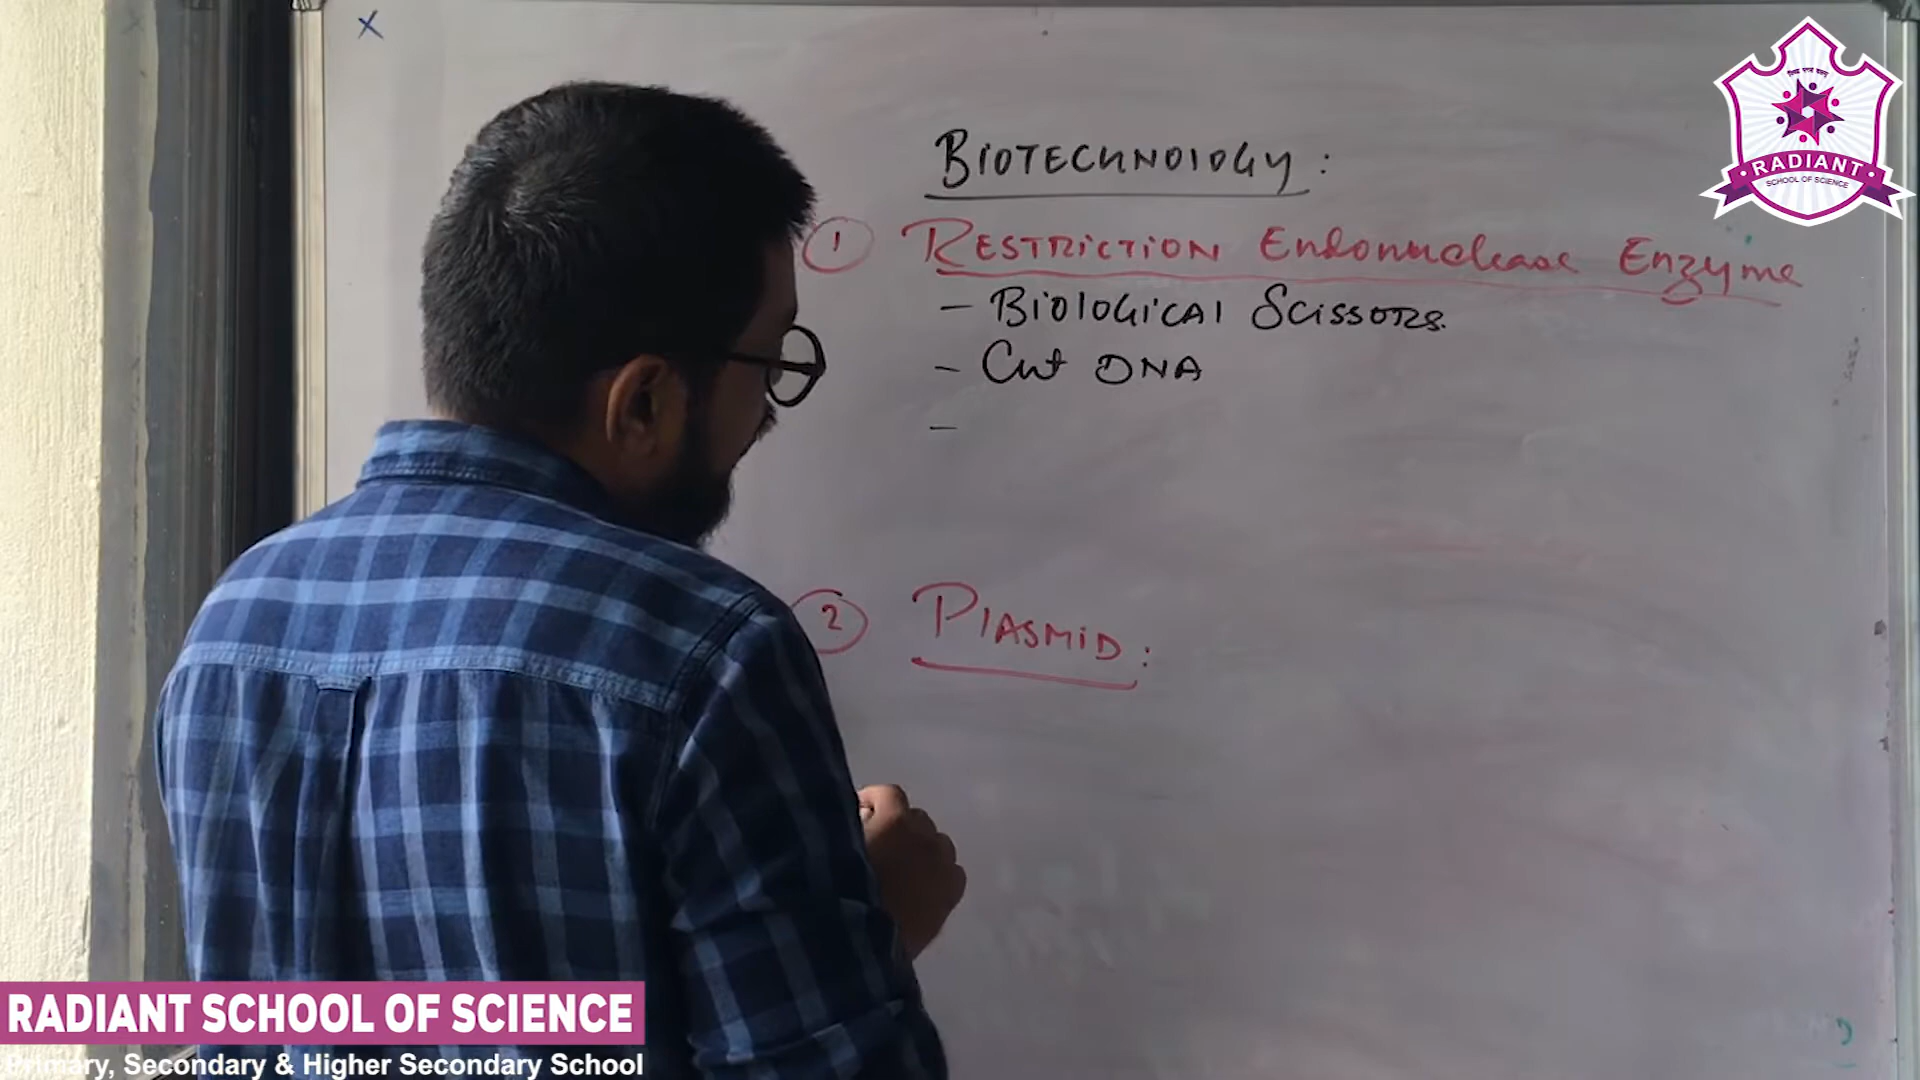 X
BIOTECHNOLOGY :
1 RESTRICTION Endonuclease Enzyme
- BIOLOGICAL SCISSORS.
- Cut DNA
-
2 PLASMID :
RADIANT
SCHOOL OF SCIENCE
RADIANT SCHOOL OF SCIENCE
Primary, Secondary & Higher Secondary School